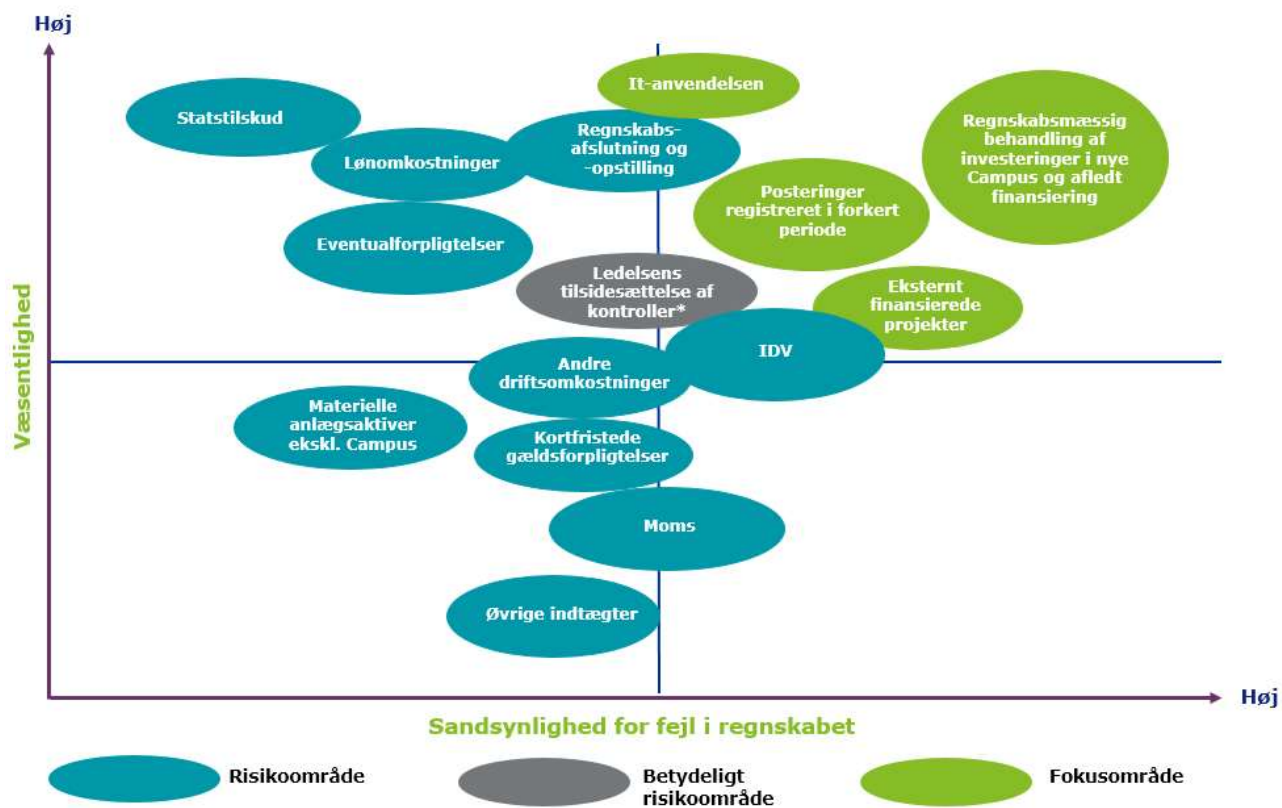 Høj
It-anvendelsen
Statstilskud
Regnskabsmæssig
behandling af
investeringer i nye
Campus og afledt
finansiering
Regnskabs-
afslutning og
-opstilling
Lønomkostninger
Posteringer
registreret i forkert
periode
Eventualforpligtelser
Ledelsens
tilsidesættelse af
kontroller*
Eksternt
finansierede
projekter
IDV
Andre
driftsomkostninger
Væsentlighed
Materielle
anlægsaktiver
ekskl. Campus
Kortfristede
gældsforpligtelser
Moms
Øvrige indtægter
Høj
Sandsynlighed for fejl i regnskabet
Risikoområde
Betydeligt
risikoområde
Fokusområde